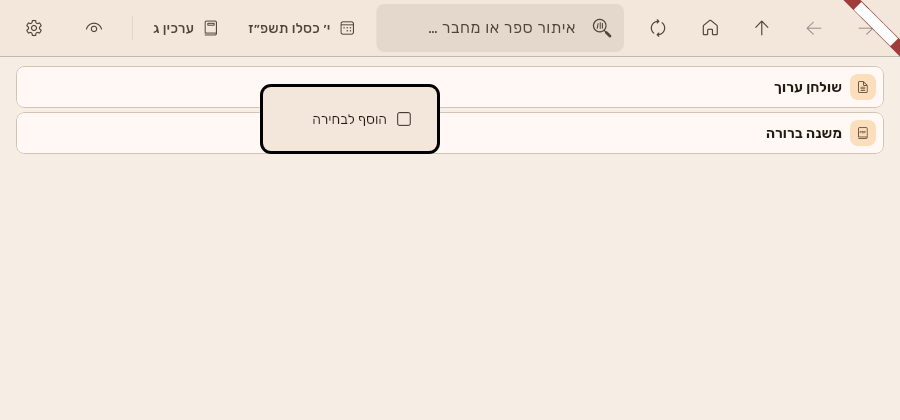 איתור ספר או מחבר ...
י׳ כסלו תשפ״ז
ערכין ג
שולחן ערוך
הוסף לבחירה
משנה ברורה